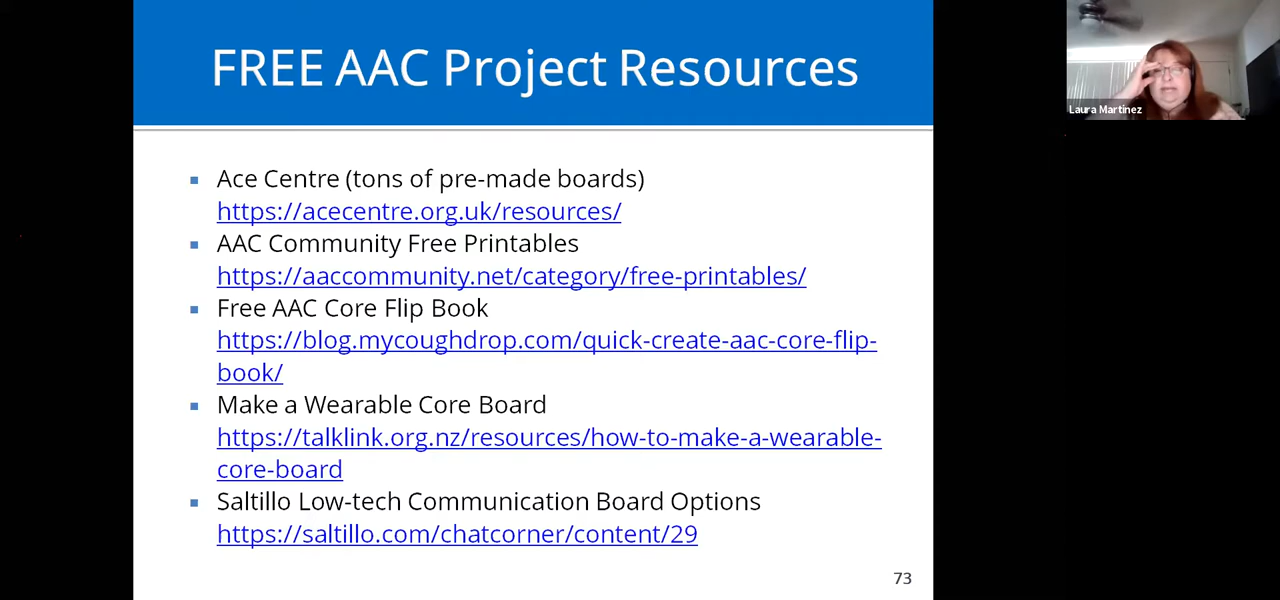 FREE AAC Project Resources
Laura Martinez
Ace Centre (tons of pre-made boards)
https://acecentre.org.uk/resources/
AAC Community Free Printables
https://aaccommunity.net/category/free-printables/
Free AAC Core Flip Book
https://blog.mycoughdrop.com/quick-create-aac-core-flip-
book/
Make a Wearable Core Board
https://talklink.org.nz/resources/how-to-make-a-wearable-
core-board
Saltillo Low-tech Communication Board Options
https://saltillo.com/chatcorner/content/29
73